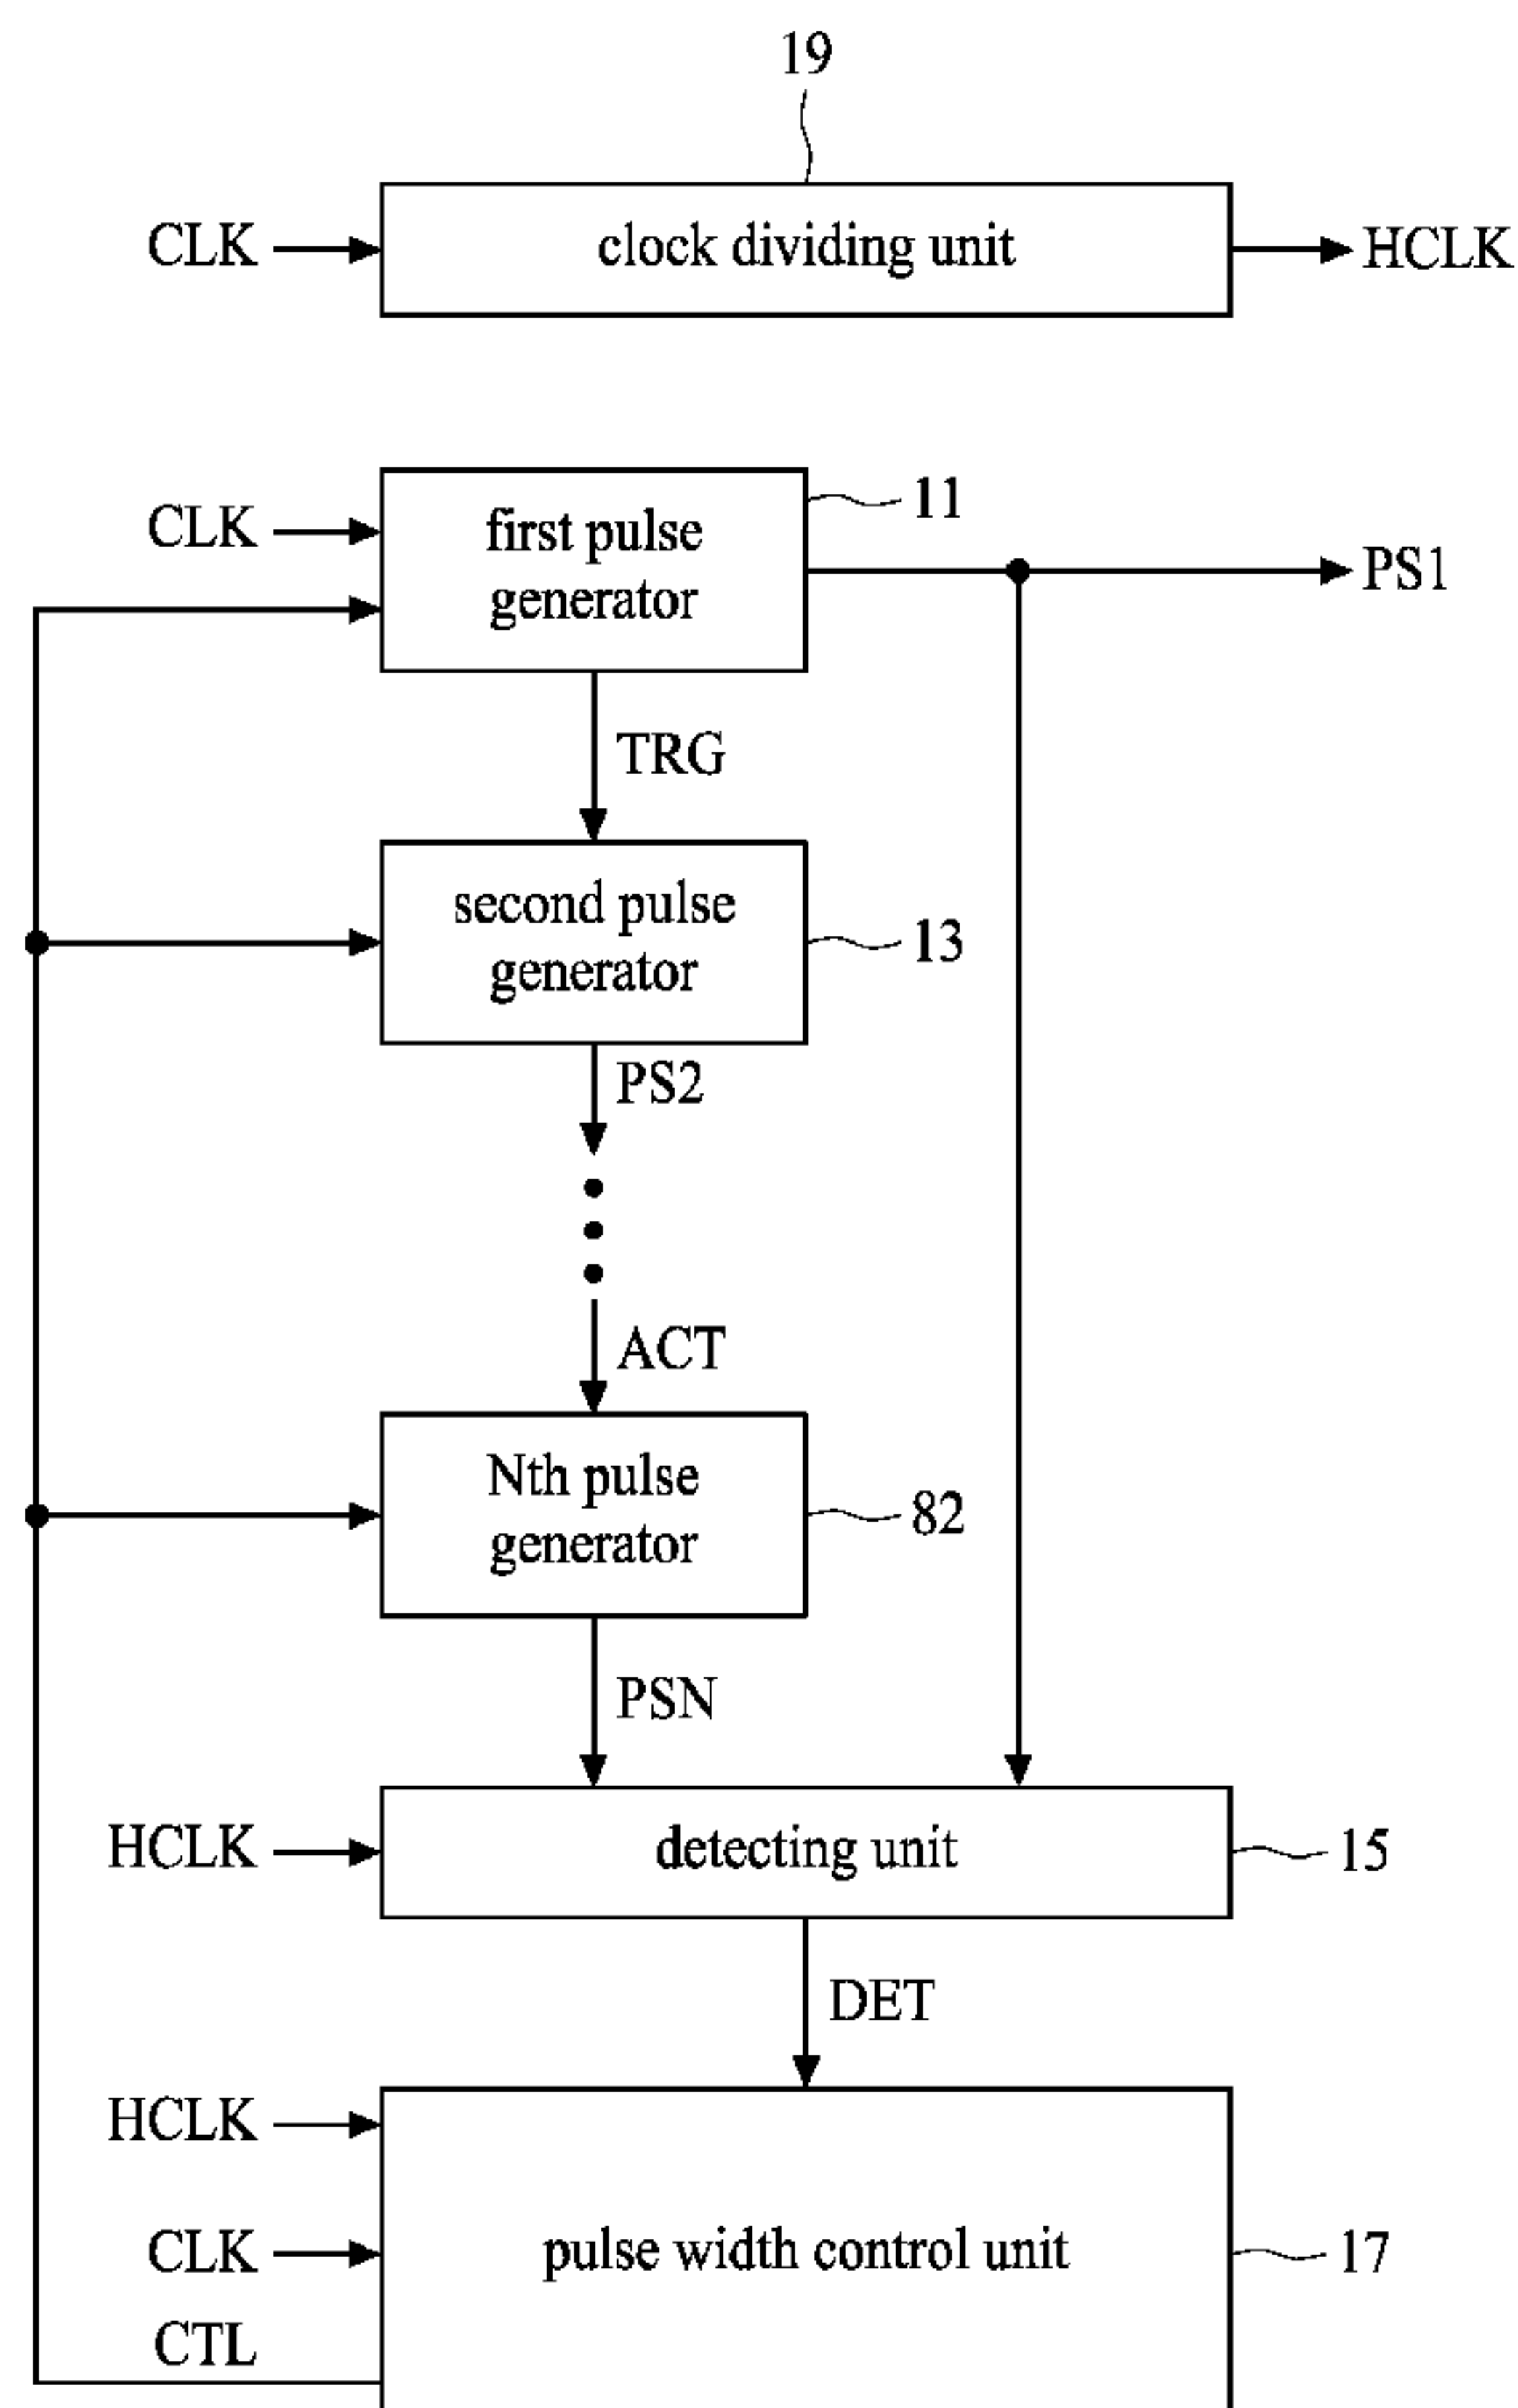 19
CLK
clock dividing unit
HCLK
11
CLK
first pulse
generator
PS1
TRG
second pulse
generator
13
PS2
ACT
Nth pulse
generator
82
PSN
HCLK
detecting unit
15
DET
HCLK
CLK
pulse width control unit
17
CTL